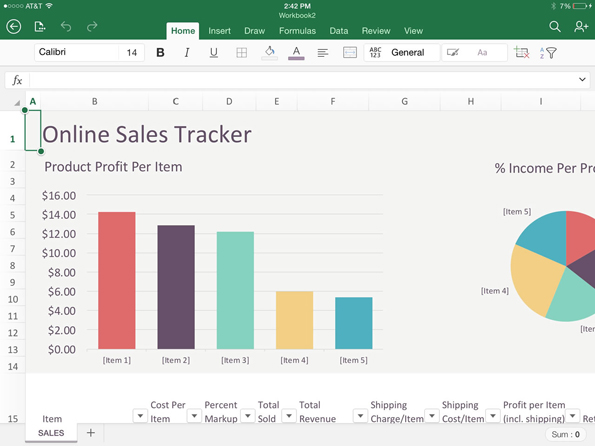 AT&T 2:42 PM 7%
Workbook2
Home Insert Draw Formulas Data Review View
Calibri 14 B I U A ABC 123 General Aa A Z
fx
A B C D E F G H I
1 Online Sales Tracker
2 Product Profit Per Item % Income Per Pr
3
4 $16.00
5 $14.00 [Item 5]
6 $12.00
7 $10.00
8 $8.00
9 $6.00 [Item 4]
10 $4.00
11 $2.00
12 $0.00
13 [Item 1] [Item 2] [Item 3] [Item 4] [Item 5]
14
Cost Per Percent Total Total Shipping Shipping Profit per Item
15 Item Item Markup Sold Revenue Charge/Item Cost/Item (incl. shipping) Ret
SALES + Sum : 0